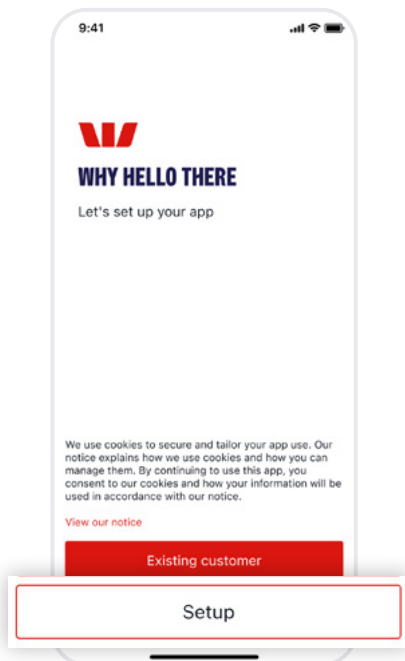 9:41
WHY HELLO THERE
Let's set up your app
We use cookies to secure and tailor your app use. Our
notice explains how we use cookies and how you can
manage them. By continuing to use this app, you
consent to our cookies and how your information will be
used in accordance with our notice.
View our notice
Existing customer
Setup